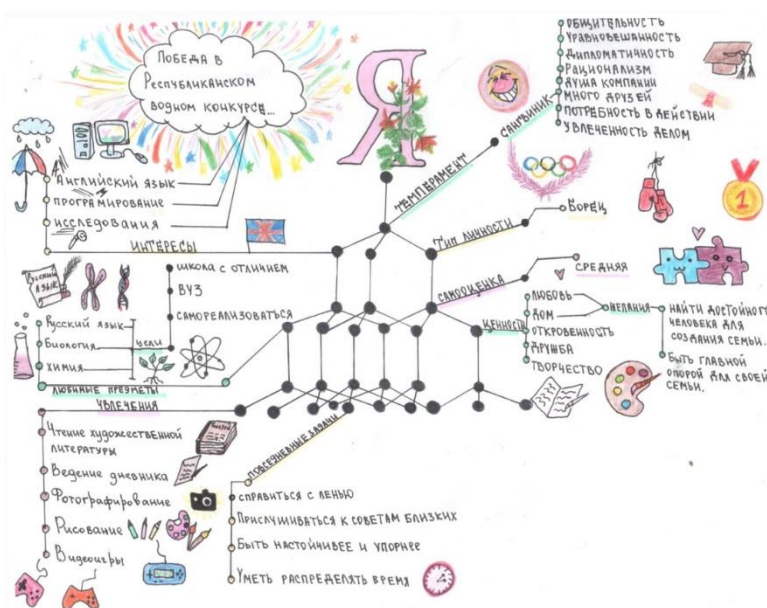 Победа в
Республиканском
водном конкурсе...
Я
Английский язык
программирование
исследования
Интересы
Темперамент
Сангвиник
общительность
Уравновешанность
Дипломатичность
Рационализм
душа компании
много друзей
потребность в действии
увлеченность делом
Тип личности
Борец
1
Самооценка
средняя
Ценности
любовь
дом
откровенность
дружба
творчество
желания
найти достойного
человека для
создания семьи.
Быть главной
опорой для своей
семьи.
школа с отличием
ВУЗ
самореализоваться
цели
Русский
язык
Русский язык
Биология
химия
Любимые предметы
Увлечения
Чтение художественной
литературы
Ведение дневника
Фотографирование
Рисование
Видеоигры
Повседневные задачи
справиться с ленью
Прислушиваться к советам близких
Быть настойчивее и упорнее
Уметь распределять время